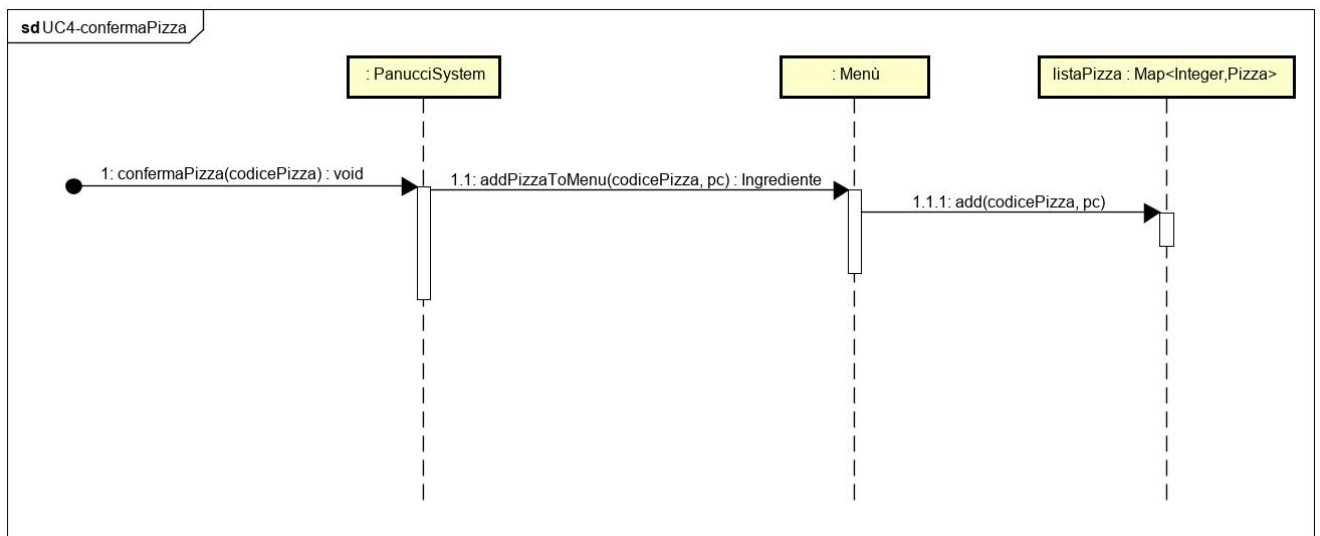 sd UC4-confermaPizza
: PanucciSystem
: Menù
listaPizza : Map<Integer,Pizza>
1: confermaPizza(codicePizza) : void
1.1: addPizzaToMenu(codicePizza, pc) : Ingrediente
1.1.1: add(codicePizza, pc)